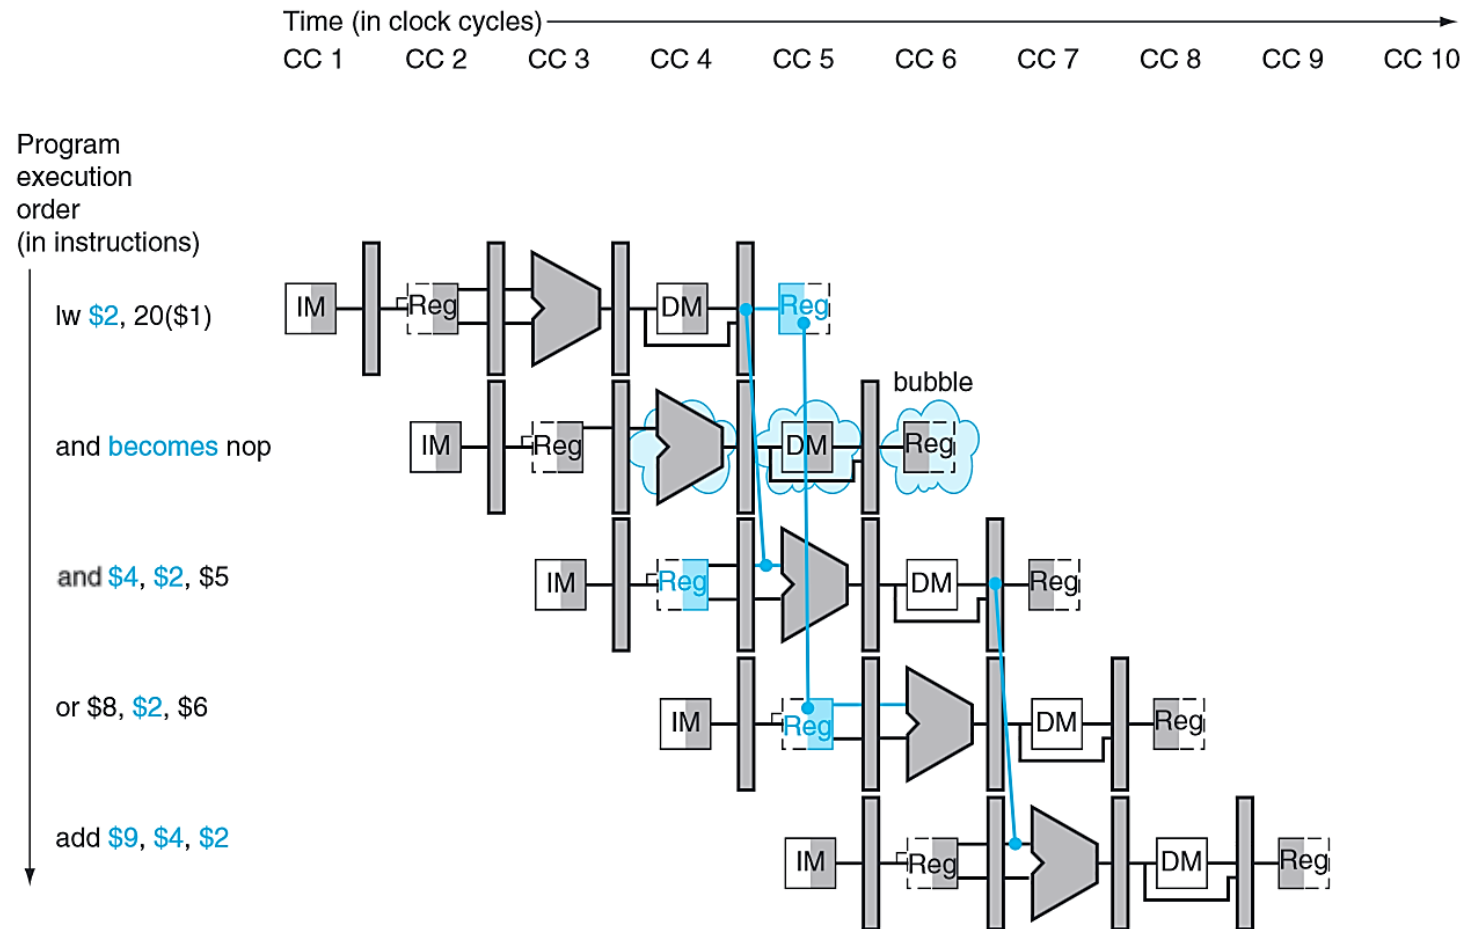 Time (in clock cycles)
CC 1 CC 2 CC 3 CC 4 CC 5 CC 6 CC 7 CC 8 CC 9 CC 10
Program
execution
order
(in instructions)
lw $2, 20($1)
IM Reg DM Reg
bubble
and becomes nop
IM Reg DM Reg
and $4, $2, $5
IM Reg DM Reg
or $8, $2, $6
IM Reg DM Reg
add $9, $4, $2
IM Reg DM Reg